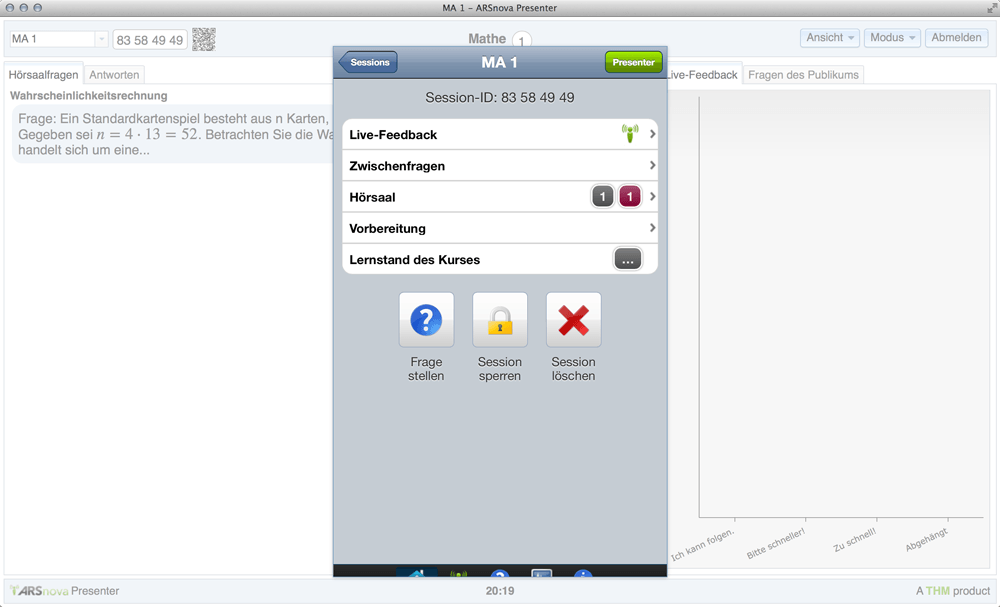 MA 1 – ARSnova Presenter
MA 1
83 58 49 49
Mathe 1
Ansicht
Modus
Abmelden
Hörsaalfragen
Antworten
Wahrscheinlichkeitsrechnung
Frage: Ein Standardkartenspiel besteht aus n Karten,
Gegeben sei n = 4 · 13 = 52. Betrachten Sie die Wa
handelt sich um eine...
Sessions
MA 1
Presenter
Session-ID: 83 58 49 49
Live-Feedback
Zwischenfragen
Hörsaal 1 1
Vorbereitung
Lernstand des Kurses ...
Frage
stellen
Session
sperren
Session
löschen
ive-Feedback
Fragen des Publikums
Ich kann folgen.
Bitte schneller!
Zu schnell!
Abgehängt
ARSnova Presenter
20:19
A THM product